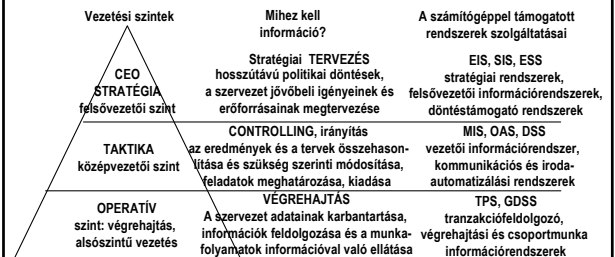 Vezetési szintek
Mihez kell
információ?
A számítógéppel támogatott
rendszerek szolgáltatásai
CEO
STRATÉGIA
felsővezetői szint
Stratégiai TERVEZÉS
hosszútávú politikai döntések,
a szervezet jövőbeli igényeinek és
erőforrásainak megtervezése
EIS, SIS, ESS
stratégiai rendszerek,
felsővezetői információrendszerek,
döntéstámogató rendszerek
TAKTIKA
középvezetői szint
CONTROLLING, irányítás
az eredmények és a tervek összehason-
lítása és szükség szerinti módosítása,
feladatok meghatározása, kiadása
MIS, OAS, DSS
vezetői információrendszer,
kommunikációs és iroda-
automatizálási rendszerek
OPERATÍV
szint: végrehajtás,
alsószintű vezetés
VÉGREHAJTÁS
A szervezet adatainak karbantartása,
információk feldolgozása és a munka-
folyamatok információval való ellátása
TPS, GDSS
tranzakciófeldolgozó,
végrehajtási és csoportmunka
információrendszerek